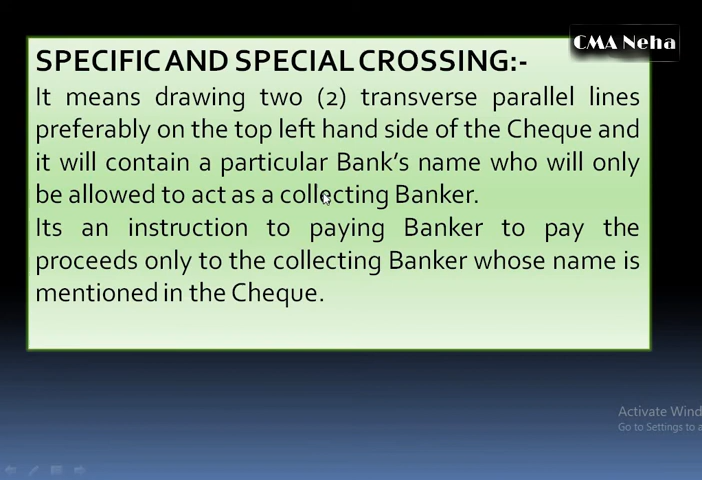 CMA Neha
SPECIFIC AND SPECIAL CROSSING:-
It means drawing two (2) transverse parallel lines
preferably on the top left hand side of the Cheque and
it will contain a particular Bank's name who will only
be allowed to act as a collecting Banker.
Its an instruction to paying Banker to pay the
proceeds only to the collecting Banker whose name is
mentioned in the Cheque.
Activate Wind
Go to Settings to a